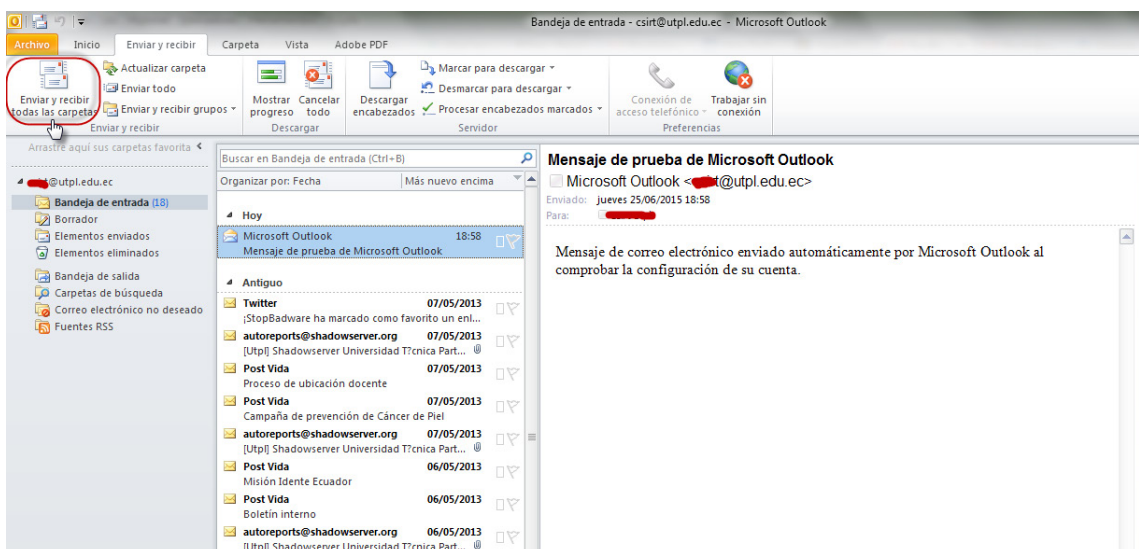 Bandeja de entrada - csirt@utpl.edu.ec - Microsoft Outlook
Archivo Inicio Enviar y recibir Carpeta Vista Adobe PDF
Enviar y recibir
todas las carpetas
Actualizar carpeta
Enviar todo
Enviar y recibir grupos
Enviar y recibir
Mostrar
progreso
Cancelar
todo
Descargar
Descargar
encabezados
Marcar para descargar
Desmarcar para descargar
Procesar encabezados marcados
Servidor
Conexión de
acceso telefónico
Trabajar sin
conexión
Preferencias
Arrastre aquí sus carpetas favorita
@utpl.edu.ec
Bandeja de entrada (18)
Borrador
Elementos enviados
Elementos eliminados
Bandeja de salida
Carpetas de búsqueda
Correo electrónico no deseado
Fuentes RSS
Buscar en Bandeja de entrada (Ctrl+B)
Organizar por: Fecha Más nuevo encima
Hoy
Microsoft Outlook 18:58
Mensaje de prueba de Microsoft Outlook
Antiguo
Twitter 07/05/2013
¡StopBadware ha marcado como favorito un enl...
autoreports@shadowserver.org 07/05/2013
[Utpl] Shadowserver Universidad T?cnica Part...
Post Vida 07/05/2013
Proceso de ubicación docente
Post Vida 07/05/2013
Campaña de prevención de Cáncer de Piel
autoreports@shadowserver.org 07/05/2013
[Utpl] Shadowserver Universidad T?cnica Part...
Post Vida 06/05/2013
Misión Idente Ecuador
Post Vida 06/05/2013
Boletín interno
autoreports@shadowserver.org 06/05/2013
[Utpl] Shadowserver Universidad T?cnica Part...
Mensaje de prueba de Microsoft Outlook
Microsoft Outlook < t@utpl.edu.ec>
Enviado: jueves 25/06/2015 18:58
Para:
Mensaje de correo electrónico enviado automáticamente por Microsoft Outlook al
comprobar la configuración de su cuenta.